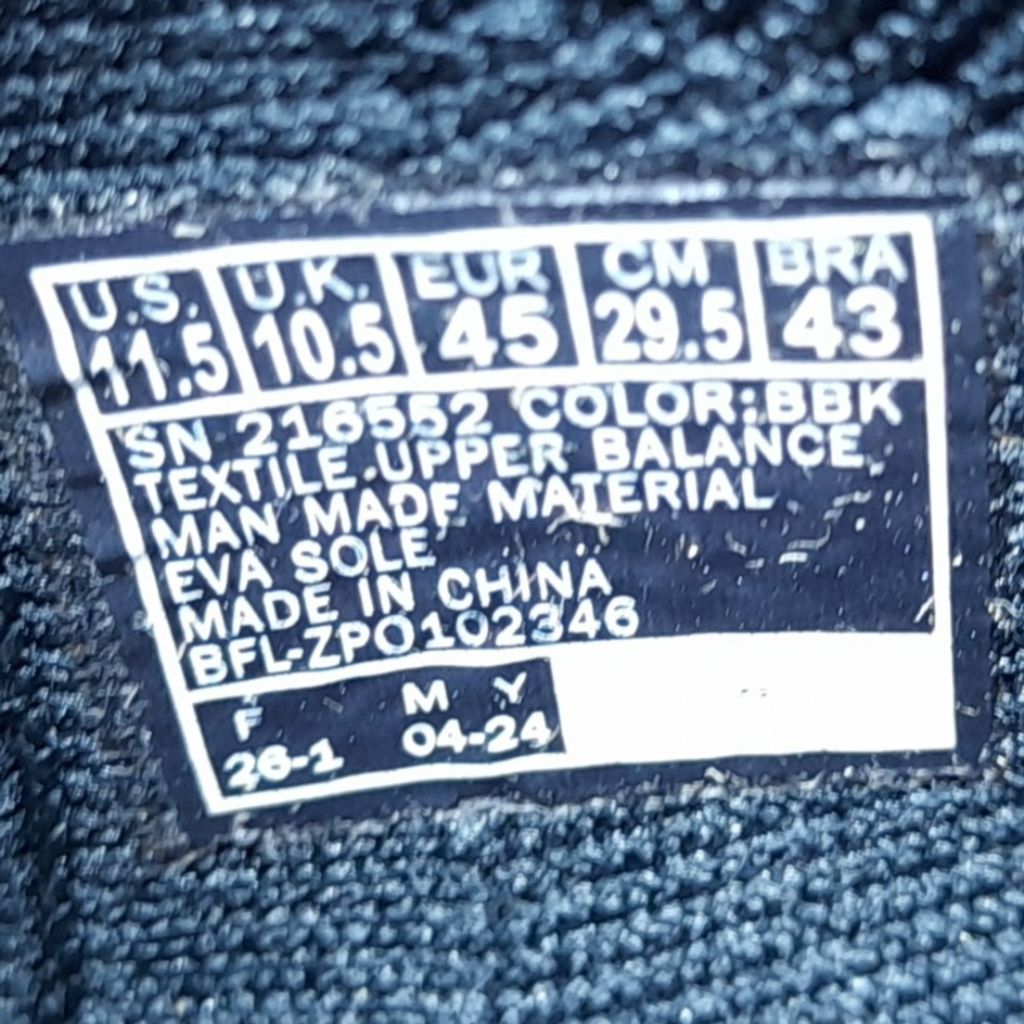 U.S. U.K. EUR CM BRA
11.5 10.5 45 29.5 43
SN 216552 COLOR:BBK
TEXTILE.UPPER BALANCE
MAN MADE MATERIAL
EVA SOLE
MADE IN CHINA
BFL-ZPO102346
F M Y
26-1 04-24